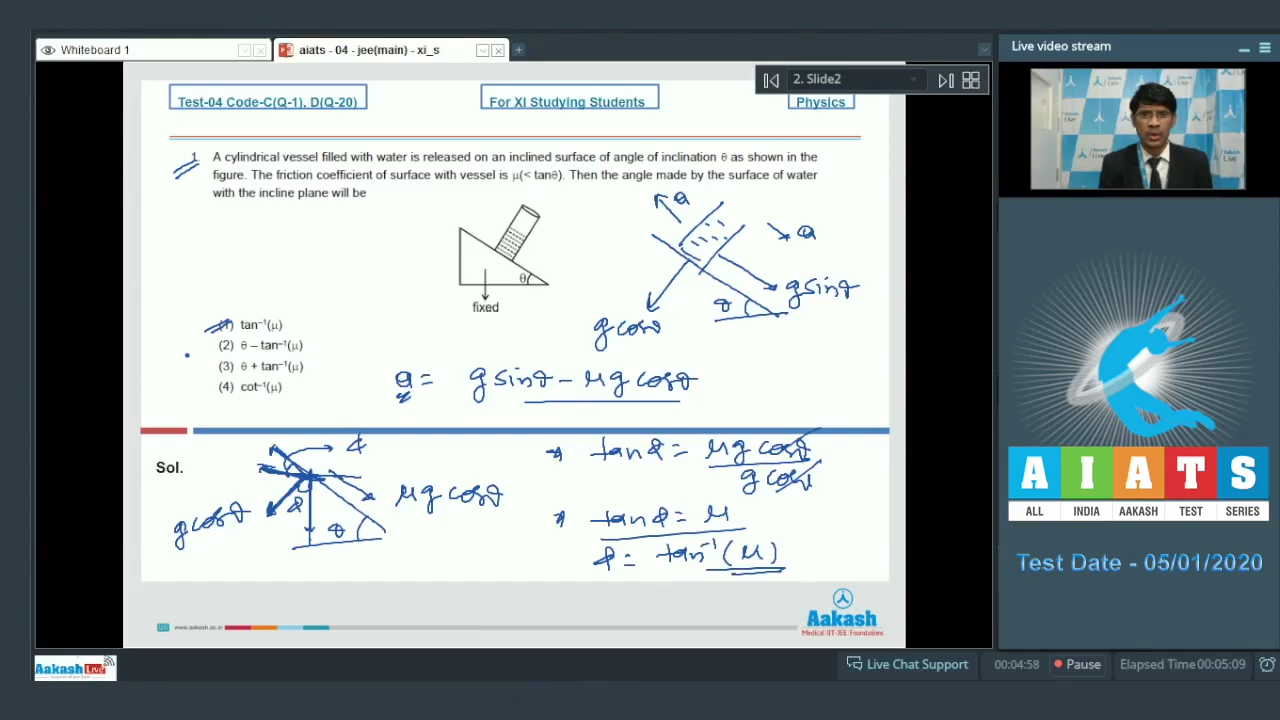 Whiteboard 1
aiats - 04 - jee(main) - xi_s
Live video stream
2. Slide2
Test-04 Code-C(Q-1), D(Q-20)
For XI Studying Students
Physics
1. A cylindrical vessel filled with water is released on an inclined surface of angle of inclination θ as shown in the
figure. The friction coefficient of surface with vessel is μ(< tanθ). Then the angle made by the surface of water
with the incline plane will be
a
a
g sinθ
θ
g cosθ
θ
fixed
(1) tan⁻¹(μ)
(2) θ – tan⁻¹(μ)
(3) θ + tan⁻¹(μ)
(4) cot⁻¹(μ)
a = g sinθ – μg cosθ
Sol.
g cosθ
μg cosθ
θ
μg cosθ
g cosθ
= μ
tan⁻¹(μ)
www.aakash.ac.in
Aakash
Medical | IIT-JEE | Foundations
A I A T S
ALL INDIA AAKASH TEST SERIES
Test Date - 05/01/2020
Aakash Live
Live Chat Support
00:04:58
Pause
Elapsed Time 00:05:09